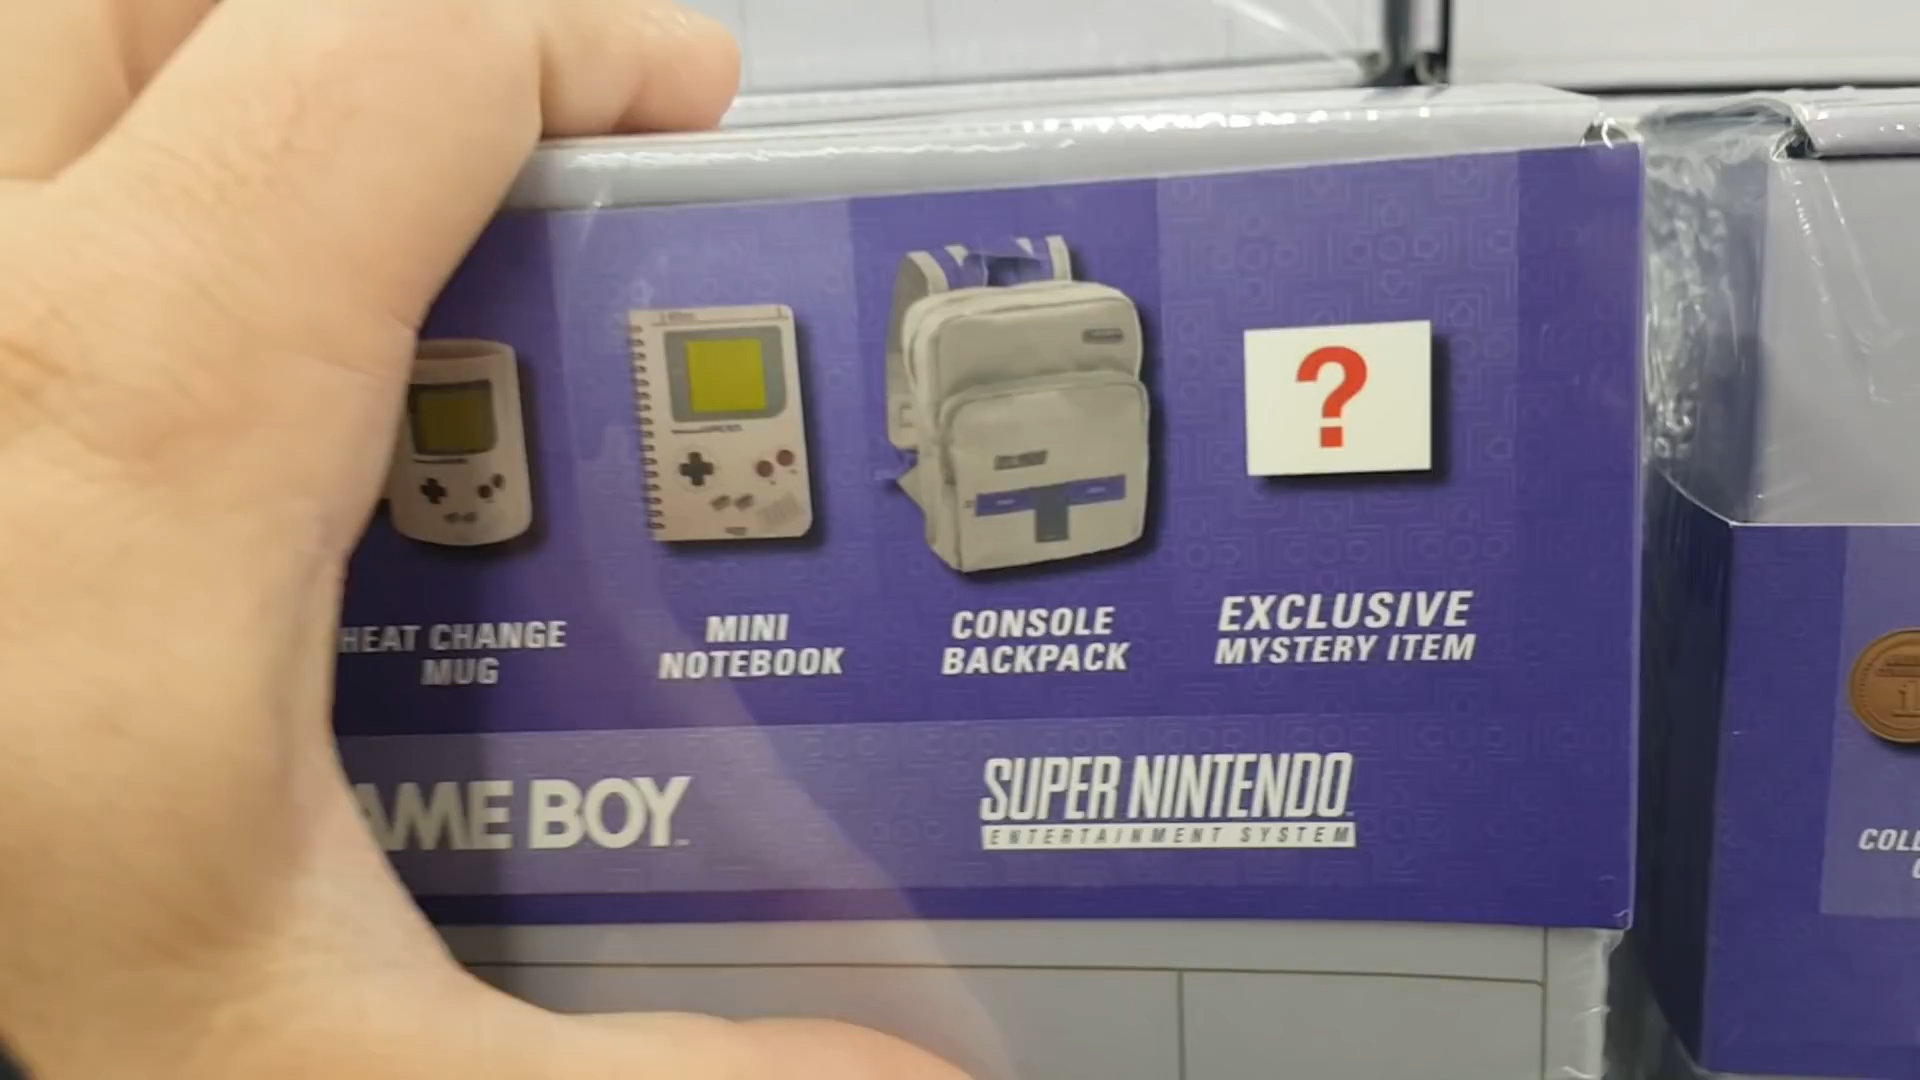 HEAT CHANGE
MUG
MINI
NOTEBOOK
CONSOLE
BACKPACK
EXCLUSIVE
MYSTERY ITEM
?
AME BOY
SUPER NINTENDO
ENTERTAINMENT SYSTEM
COLL